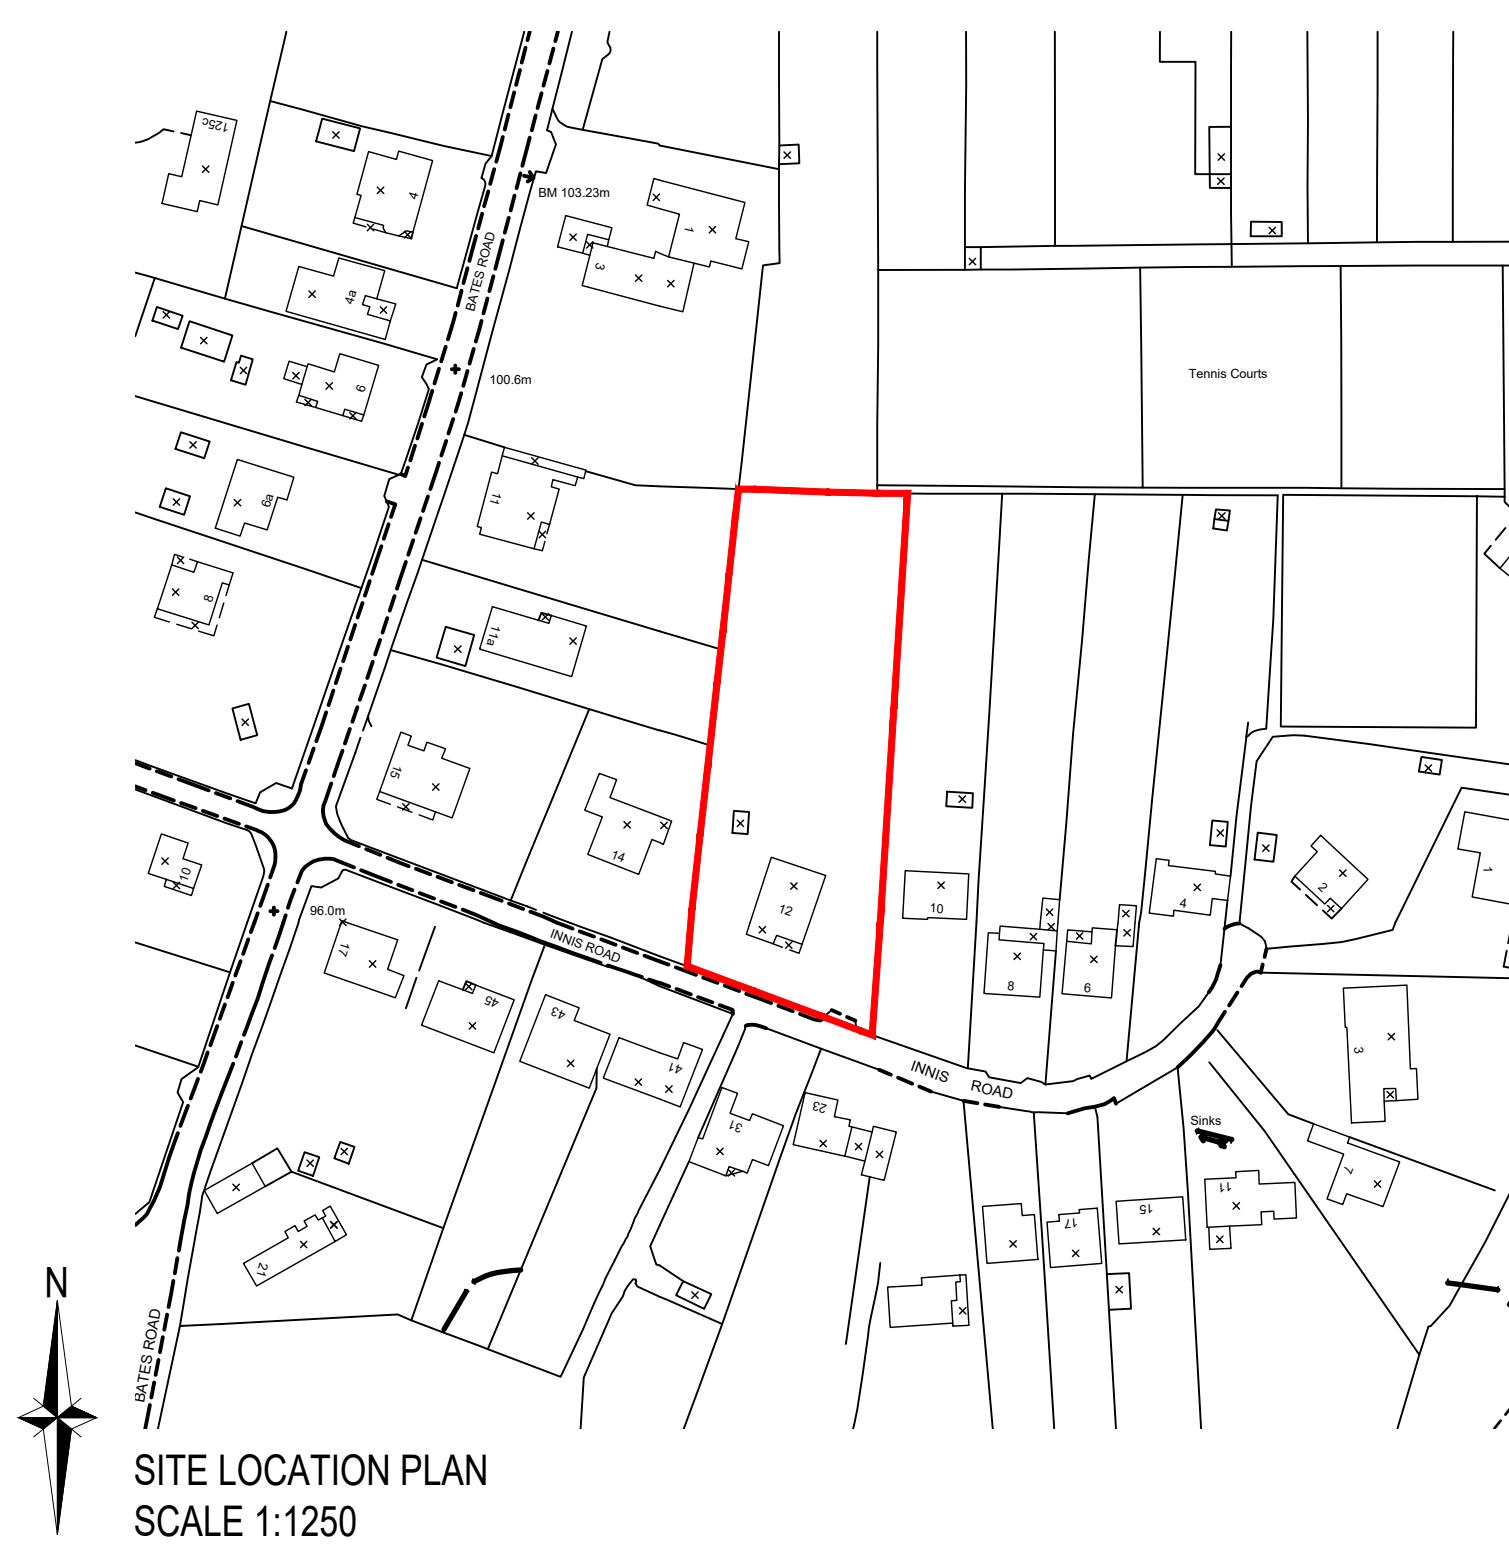 125c
4
BM 103.23m
1
BATES ROAD
3
4a
Tennis Courts
100.6m
6
11
6a
8
11a
15
14
10
12
10
4
2
1
96.0m
17
INNIS ROAD
45
43
41
8
6
3
INNIS ROAD
31
23
Sinks
7
11
15
17
21
N
BATES ROAD
SITE LOCATION PLAN
SCALE 1:1250